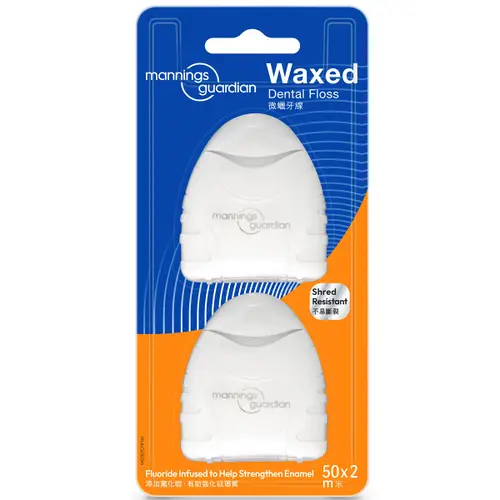 mannings
guardian
Waxed
Dental Floss
微蠟牙線
mannings
guardian
Shred
Resistant
不易斷裂
mannings
guardian
Fluoride Infused to Help Strengthen Enamel
添加氟化物，有助強化琺瑯質
50x2
m米